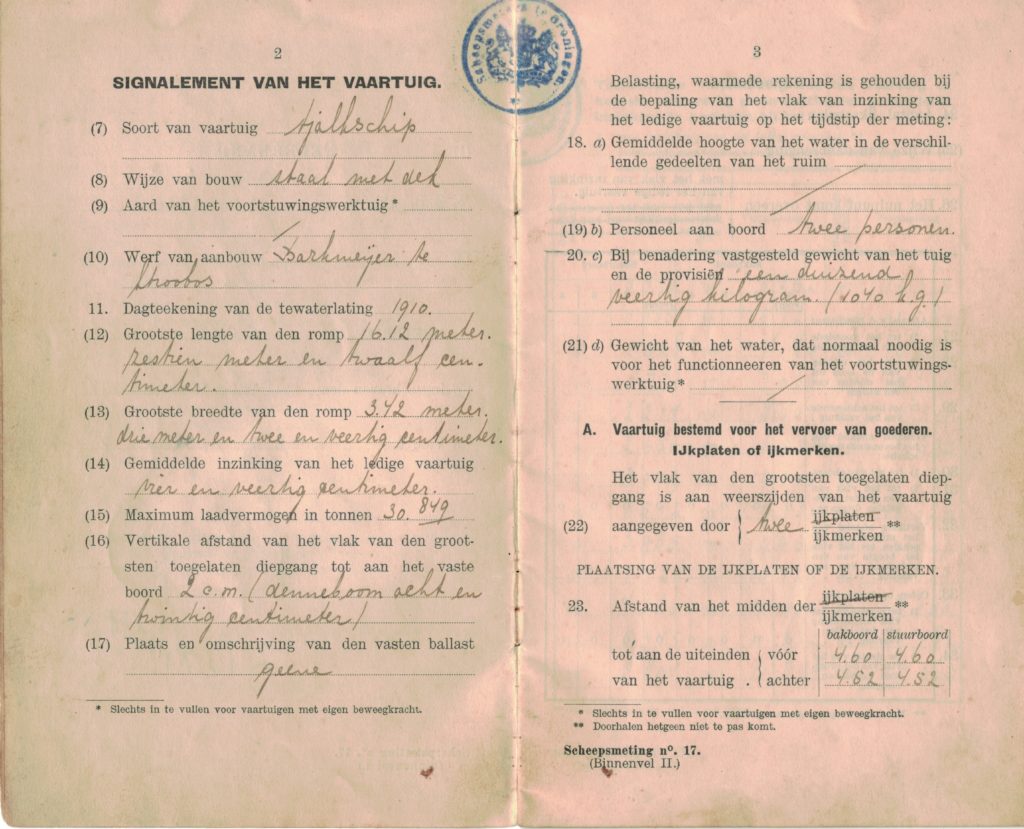 Scheepsmeters te Groningen.
2
SIGNALEMENT VAN HET VAARTUIG.
(7) Soort van vaartuig tjalkschip
(8) Wijze van bouw staal met dek
(9) Aard van het voortstuwingswerktuig *
(10) Werf van aanbouw Barkmeijer te
Stroobos
11. Dagteekening van de tewaterlating 1910.
(12) Grootste lengte van den romp 16.12 meter.
zestien meter en twaalf cen-
timeter.
(13) Grootste breedte van den romp 3.42 meter.
drie meter en twee en veertig centimeter.
(14) Gemiddelde inzinking van het ledige vaartuig
vier en veertig centimeter.
(15) Maximum laadvermogen in tonnen 30.849
(16) Vertikale afstand van het vlak van den groot-
sten toegelaten diepgang tot aan het vaste
boord 2 c.m. (denneboom acht en
twintig centimeter)
(17) Plaats en omschrijving van den vasten ballast
geene
* Slechts in te vullen voor vaartuigen met eigen beweegkracht.
3
Belasting, waarmede rekening is gehouden bij
de bepaling van het vlak van inzinking van
het ledige vaartuig op het tijdstip der meting:
18. a) Gemiddelde hoogte van het water in de verschil-
lende gedeelten van het ruim
(19) b) Personeel aan boord twee personen.
20. c) Bij benadering vastgesteld gewicht van het tuig
en de provisiën een duizend
veertig kilogram. (1040 k.g.)
(21) d) Gewicht van het water, dat normaal noodig is
voor het functionneeren van het voortstuwings-
werktuig *
A. Vaartuig bestemd voor het vervoer van goederen.
IJkplaten of ijkmerken.
Het vlak van den grootsten toegelaten diep-
gang is aan weerszijden van het vaartuig
(22) aangegeven door { twee ijkplaten ijkmerken **
PLAATSING VAN DE IJKPLATEN OF DE IJKMERKEN.
23. Afstand van het midden der ijkplaten ijkmerken **
bakboord | stuurboord
tot aan de uiteinden { vóór 4.60 4.60
van het vaartuig . { achter 4.52 4.52
* Slechts in te vullen voor vaartuigen met eigen beweegkracht.
** Doorhalen hetgeen niet te pas komt.
Scheepsmeting nº. 17.
(Binnenvel II.)